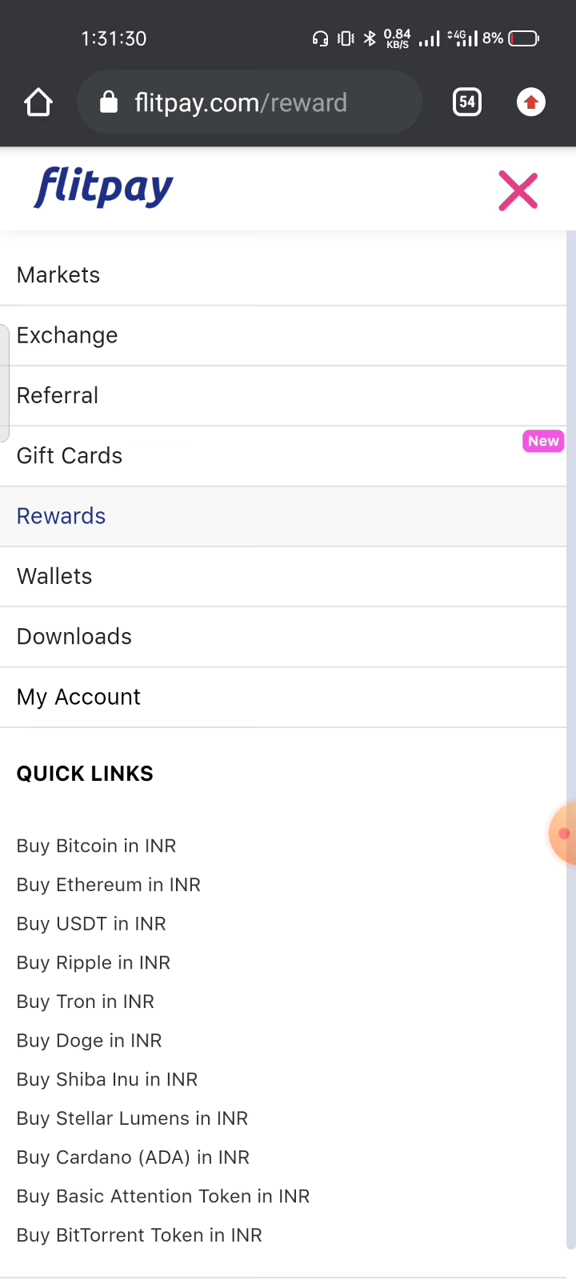 1:31:30
0.84
KB/S
4G
8%
flitpay.com/reward
54
flitpay
Markets
Exchange
Referral
Gift Cards
New
Rewards
Wallets
Downloads
My Account
QUICK LINKS
Buy Bitcoin in INR
Buy Ethereum in INR
Buy USDT in INR
Buy Ripple in INR
Buy Tron in INR
Buy Doge in INR
Buy Shiba Inu in INR
Buy Stellar Lumens in INR
Buy Cardano (ADA) in INR
Buy Basic Attention Token in INR
Buy BitTorrent Token in INR